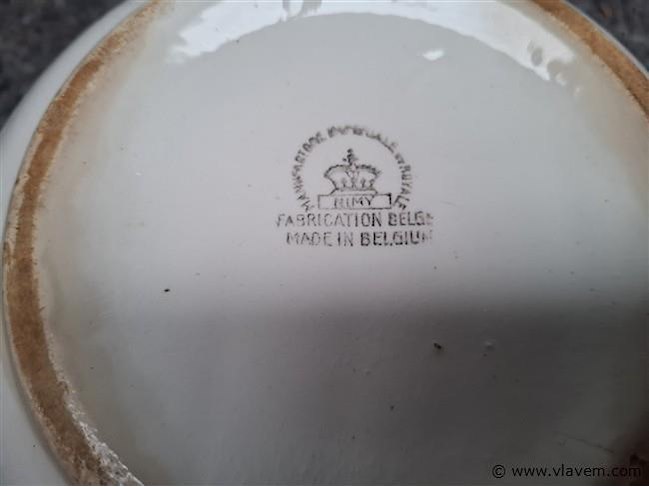 MANUFACTURE IMPERIALE ET ROYALE
NIMY
FABRICATION BELGE
MADE IN BELGIUM
© www.vlavem.com